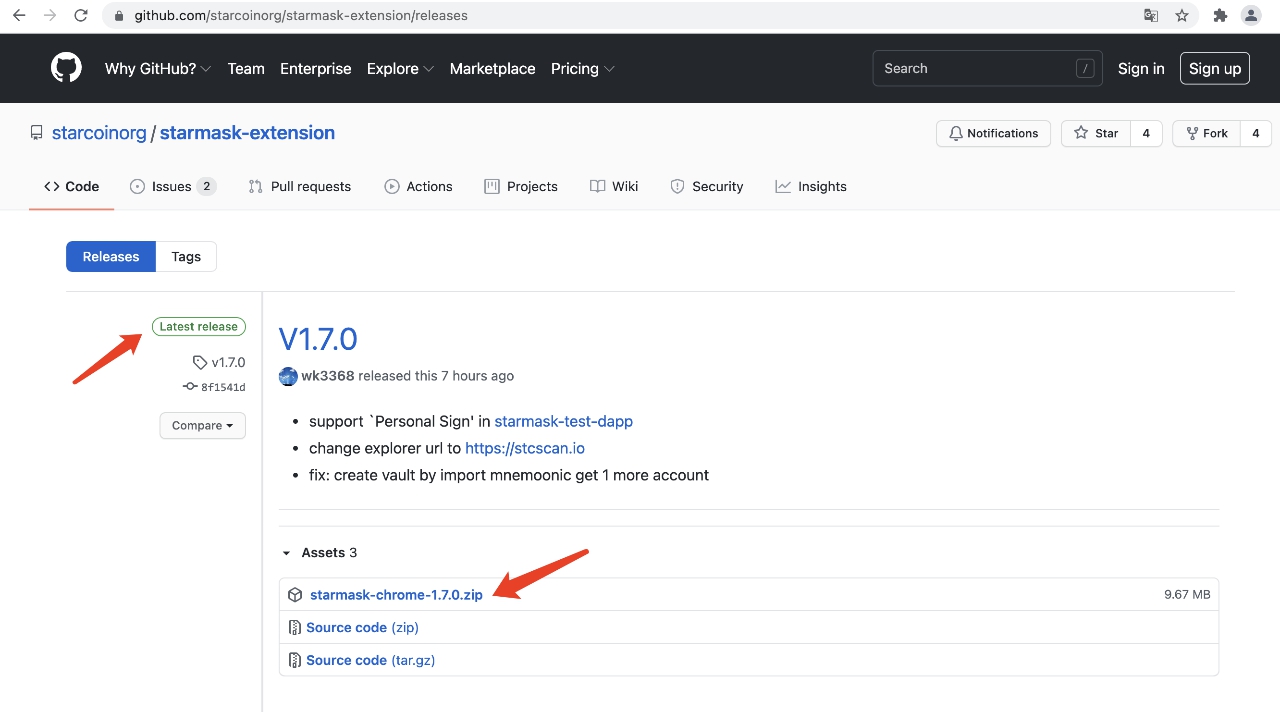 github.com/starcoinorg/starmask-extension/releases
Why GitHub? Team Enterprise Explore Marketplace Pricing Search / Sign in Sign up
starcoinorg / starmask-extension Notifications Star 4 Fork 4
Code Issues 2 Pull requests Actions Projects Wiki Security Insights
Releases Tags
Latest release
V1.7.0
v1.7.0
wk3368 released this 7 hours ago
8f1541d
Compare
• support `Personal Sign' in starmask-test-dapp
• change explorer url to https://stcscan.io
• fix: create vault by import mnemoonic get 1 more account
Assets 3
starmask-chrome-1.7.0.zip 9.67 MB
Source code (zip)
Source code (tar.gz)